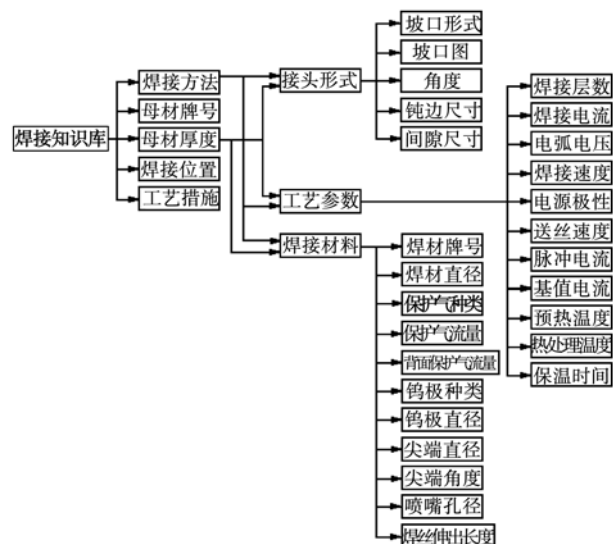 焊接知识库
焊接方法
母材牌号
母材厚度
焊接位置
工艺措施
接头形式
工艺参数
焊接材料
坡口形式
坡口图
角度
钝边尺寸
间隙尺寸
焊材牌号
焊材直径
保护气种类
保护气流量
背面保护气流量
钨极种类
钨极直径
尖端直径
尖端角度
喷嘴孔径
焊丝伸出长度
焊接层数
焊接电流
电弧电压
焊接速度
电源极性
送丝速度
脉冲电流
基值电流
预热温度
热处理温度
保温时间